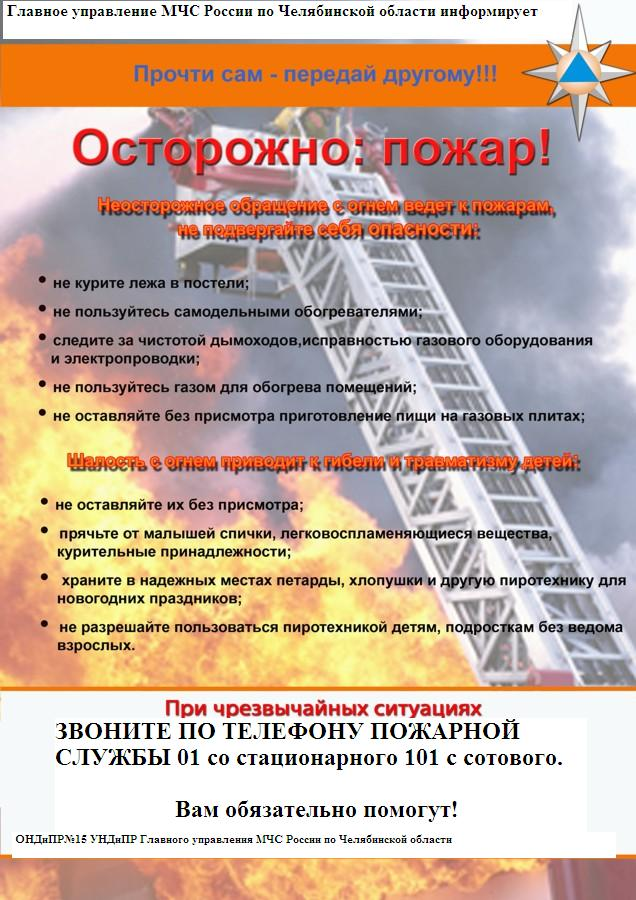 Главное управление МЧС России по Челябинской области информирует
Прочти сам - передай другому!!!
Осторожно: пожар!
Неосторожное обращение с огнем ведет к пожарам,
не подвергайте себя опасности:
• не курите лежа в постели;
• не пользуйтесь самодельными обогревателями;
• следите за чистотой дымоходов,исправностью газового оборудования
и электропроводки;
• не пользуйтесь газом для обогрева помещений;
• не оставляйте без присмотра приготовление пищи на газовых плитах;
Шалость с огнем приводит к гибели и травматизму детей:
• не оставляйте их без присмотра;
• прячьте от малышей спички, легковоспламеняющиеся вещества,
курительные принадлежности;
• храните в надежных местах петарды, хлопушки и другую пиротехнику для
новогодних праздников;
• не разрешайте пользоваться пиротехникой детям, подросткам без ведома
взрослых.
При чрезвычайных ситуациях
ЗВОНИТЕ ПО ТЕЛЕФОНУ ПОЖАРНОЙ
СЛУЖБЫ 01 со стационарного 101 с сотового.
Вам обязательно помогут!
ОНДиПР№15 УНДиПР Главного управления МЧС России по Челябинской области